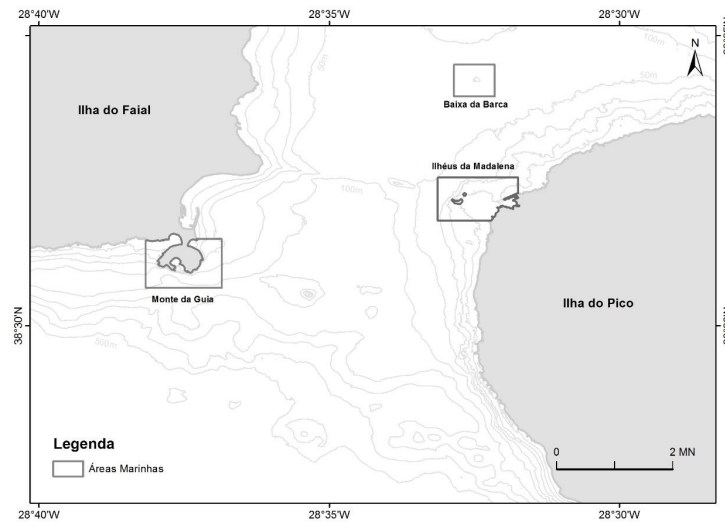 28°40'W 28°35'W 28°30'W
100m
50m
50m
N
Ilha do Faial
Baixa da Barca
Ilhéus da Madalena
100m
Monte da Guia
Ilha do Pico
38°30'N
500m
Legenda
Áreas Marinhas
0 2 MN
28°40'W 28°35'W 28°30'W